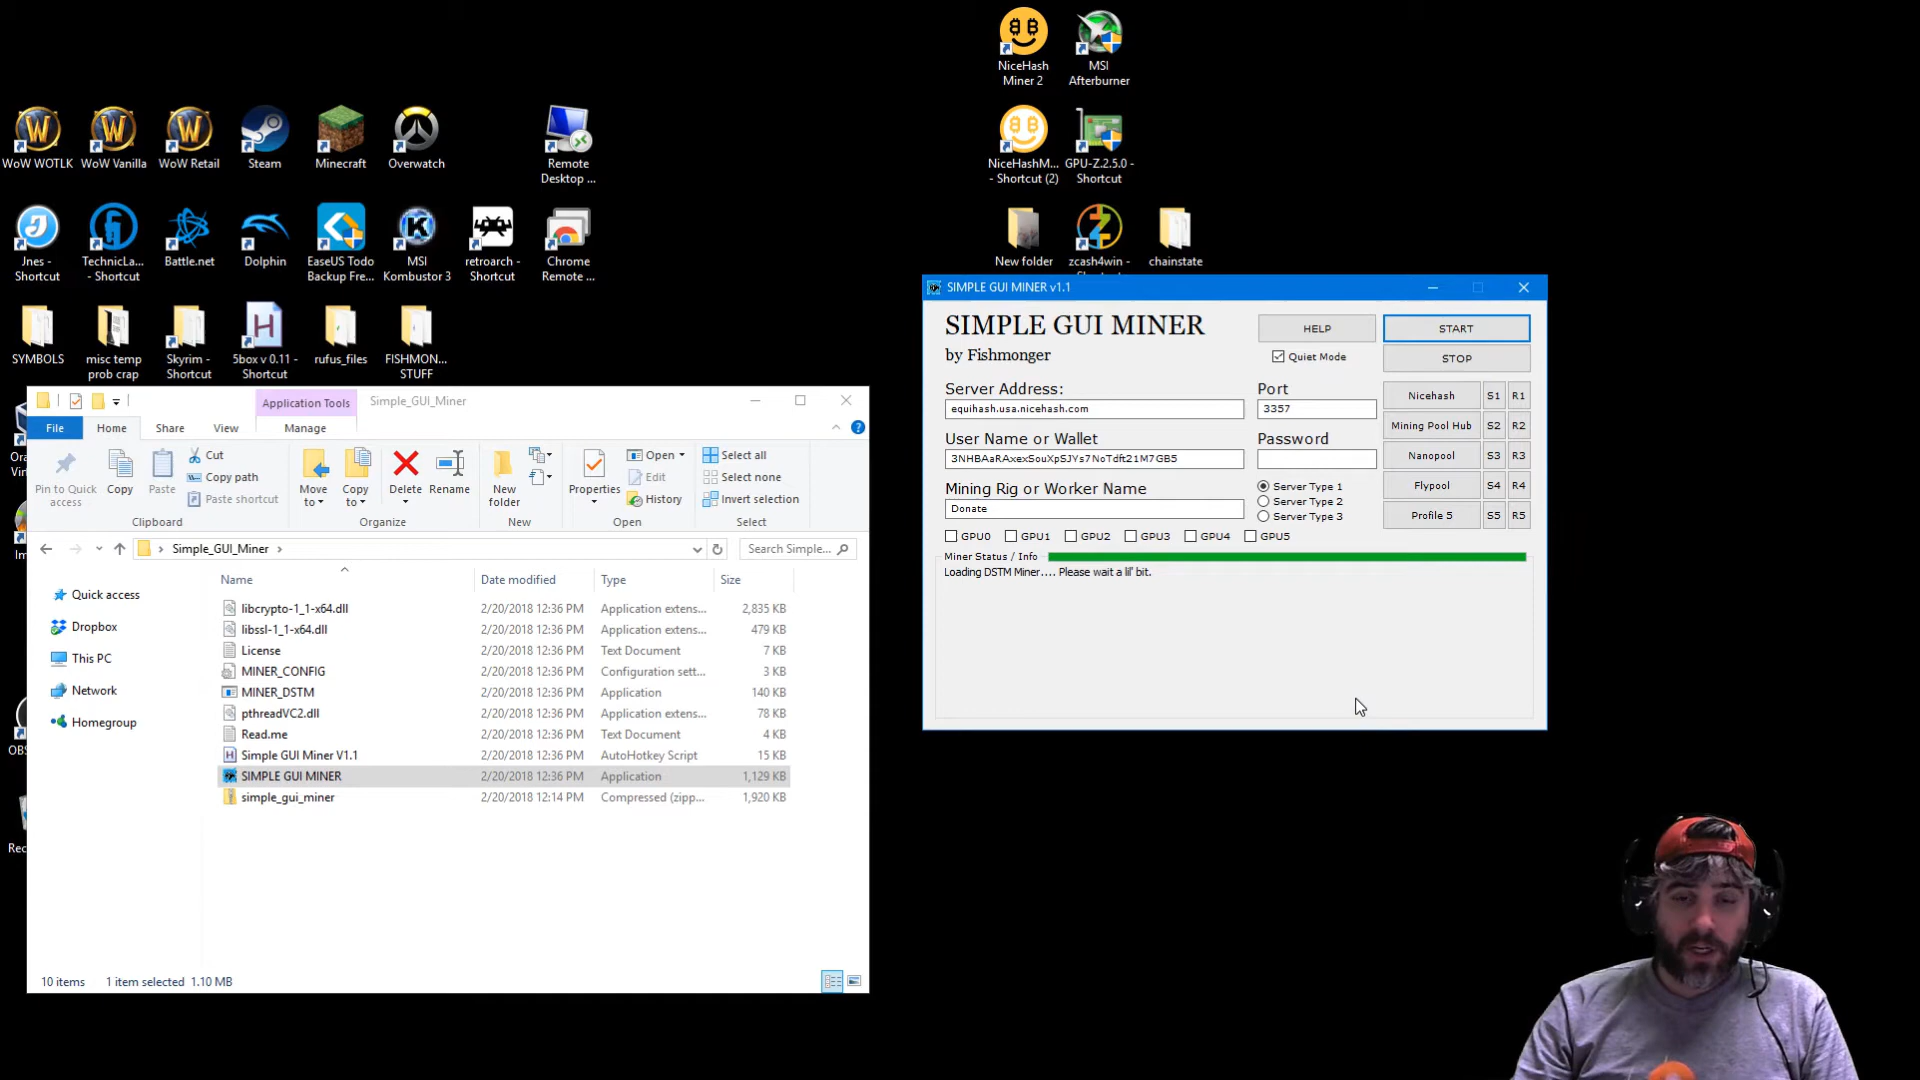 NiceHash
Miner 2
MSI
Afterburner
WoW WOTLK
WoW Vanilla
WoW Retail
Steam
Minecraft
Overwatch
Remote
Desktop ...
NiceHashM...
- Shortcut (2)
GPU-Z.2.5.0 -
Shortcut
Jnes -
Shortcut
TechnicLa...
- Shortcut
Battle.net
Dolphin
EaseUS Todo
Backup Fre...
MSI
Kombustor 3
retroarch -
Shortcut
Chrome
Remote ...
New folder
zcash4win -
chainstate
SYMBOLS
misc temp
prob crap
Skyrim -
Shortcut
5box v 0.11 -
Shortcut
rufus_files
FISHMON...
STUFF
Application Tools
Simple_GUI_Miner
File
Home
Share
View
Manage
Pin to Quick
access
Copy
Paste
Cut
Copy path
Paste shortcut
Clipboard
Move
to
Copy
to
Delete
Rename
Organize
New
folder
New
Properties
Open
Edit
History
Open
Select all
Select none
Invert selection
Select
Simple_GUI_Miner
Search Simple...
Quick access
Dropbox
This PC
Network
Homegroup
Name Date modified Type Size
libcrypto-1_1-x64.dll 2/20/2018 12:36 PM Application extens... 2,835 KB
libssl-1_1-x64.dll 2/20/2018 12:36 PM Application extens... 479 KB
License 2/20/2018 12:36 PM Text Document 7 KB
MINER_CONFIG 2/20/2018 12:36 PM Configuration sett... 3 KB
MINER_DSTM 2/20/2018 12:36 PM Application 140 KB
pthreadVC2.dll 2/20/2018 12:36 PM Application extens... 78 KB
Read.me 2/20/2018 12:36 PM Text Document 4 KB
Simple GUI Miner V1.1 2/20/2018 12:36 PM AutoHotkey Script 15 KB
SIMPLE GUI MINER 2/20/2018 12:36 PM Application 1,129 KB
simple_gui_miner 2/20/2018 12:14 PM Compressed (zipp... 1,920 KB
10 items 1 item selected 1.10 MB
SIMPLE GUI MINER v1.1
SIMPLE GUI MINER
by Fishmonger
HELP
START
Quiet Mode
STOP
Server Address:
equihash.usa.nicehash.com
Port
3357
User Name or Wallet
3NHBAaRAxexSouXpSJYs7NoTdft21M7GB5
Password
Mining Rig or Worker Name
Donate
Server Type 1
Server Type 2
Server Type 3
Nicehash S1 R1
Mining Pool Hub S2 R2
Nanopool S3 R3
Flypool S4 R4
Profile 5 S5 R5
GPU0 GPU1 GPU2 GPU3 GPU4 GPU5
Miner Status / Info
Loading DSTM Miner.... Please wait a lil' bit.